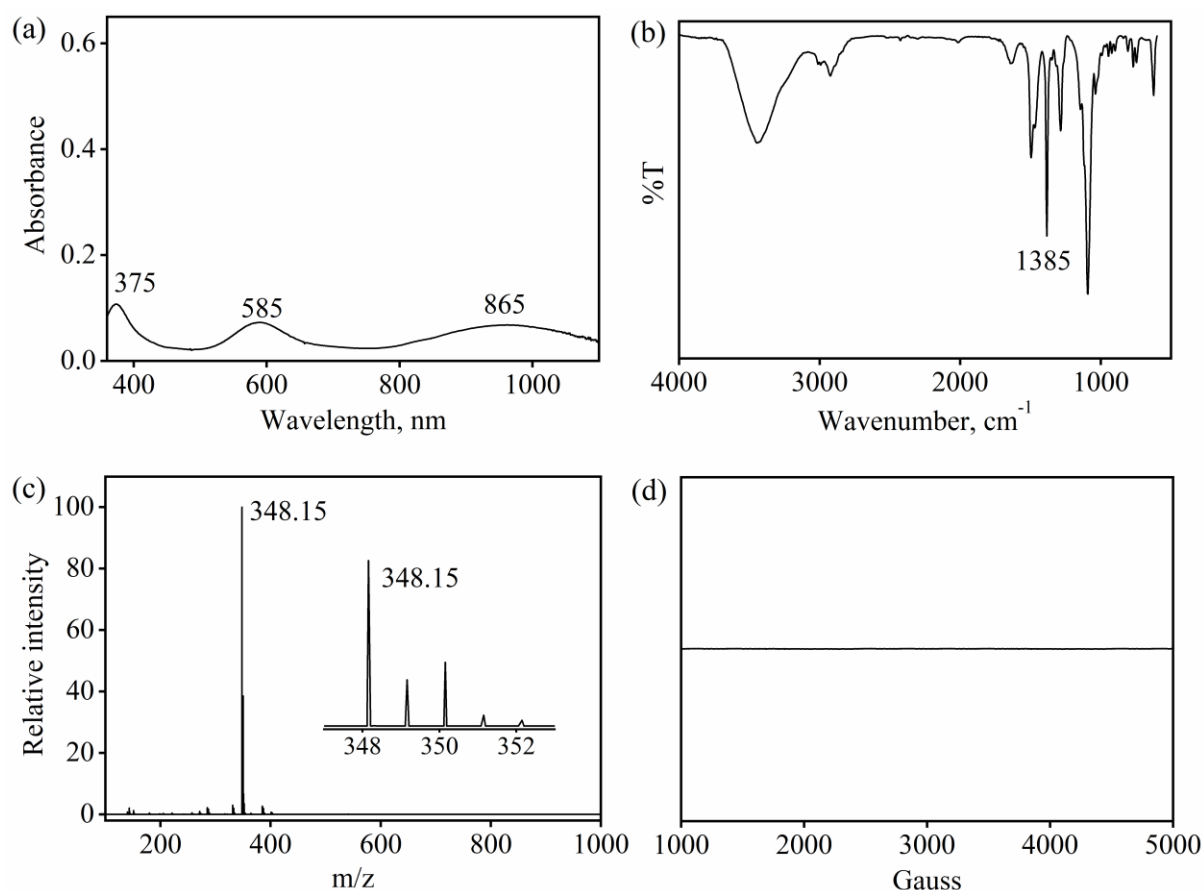 (a)
0.6
0.4
0.2
0.0
Absorbance
375
585
865
400 600 800 1000
Wavelength, nm
(b)
%T
1385
4000 3000 2000 1000
Wavenumber, cm⁻¹
(c)
100
80
60
40
20
0
Relative intensity
348.15
348.15
348 350 352
200 400 600 800 1000
m/z
(d)
1000 2000 3000 4000 5000
Gauss